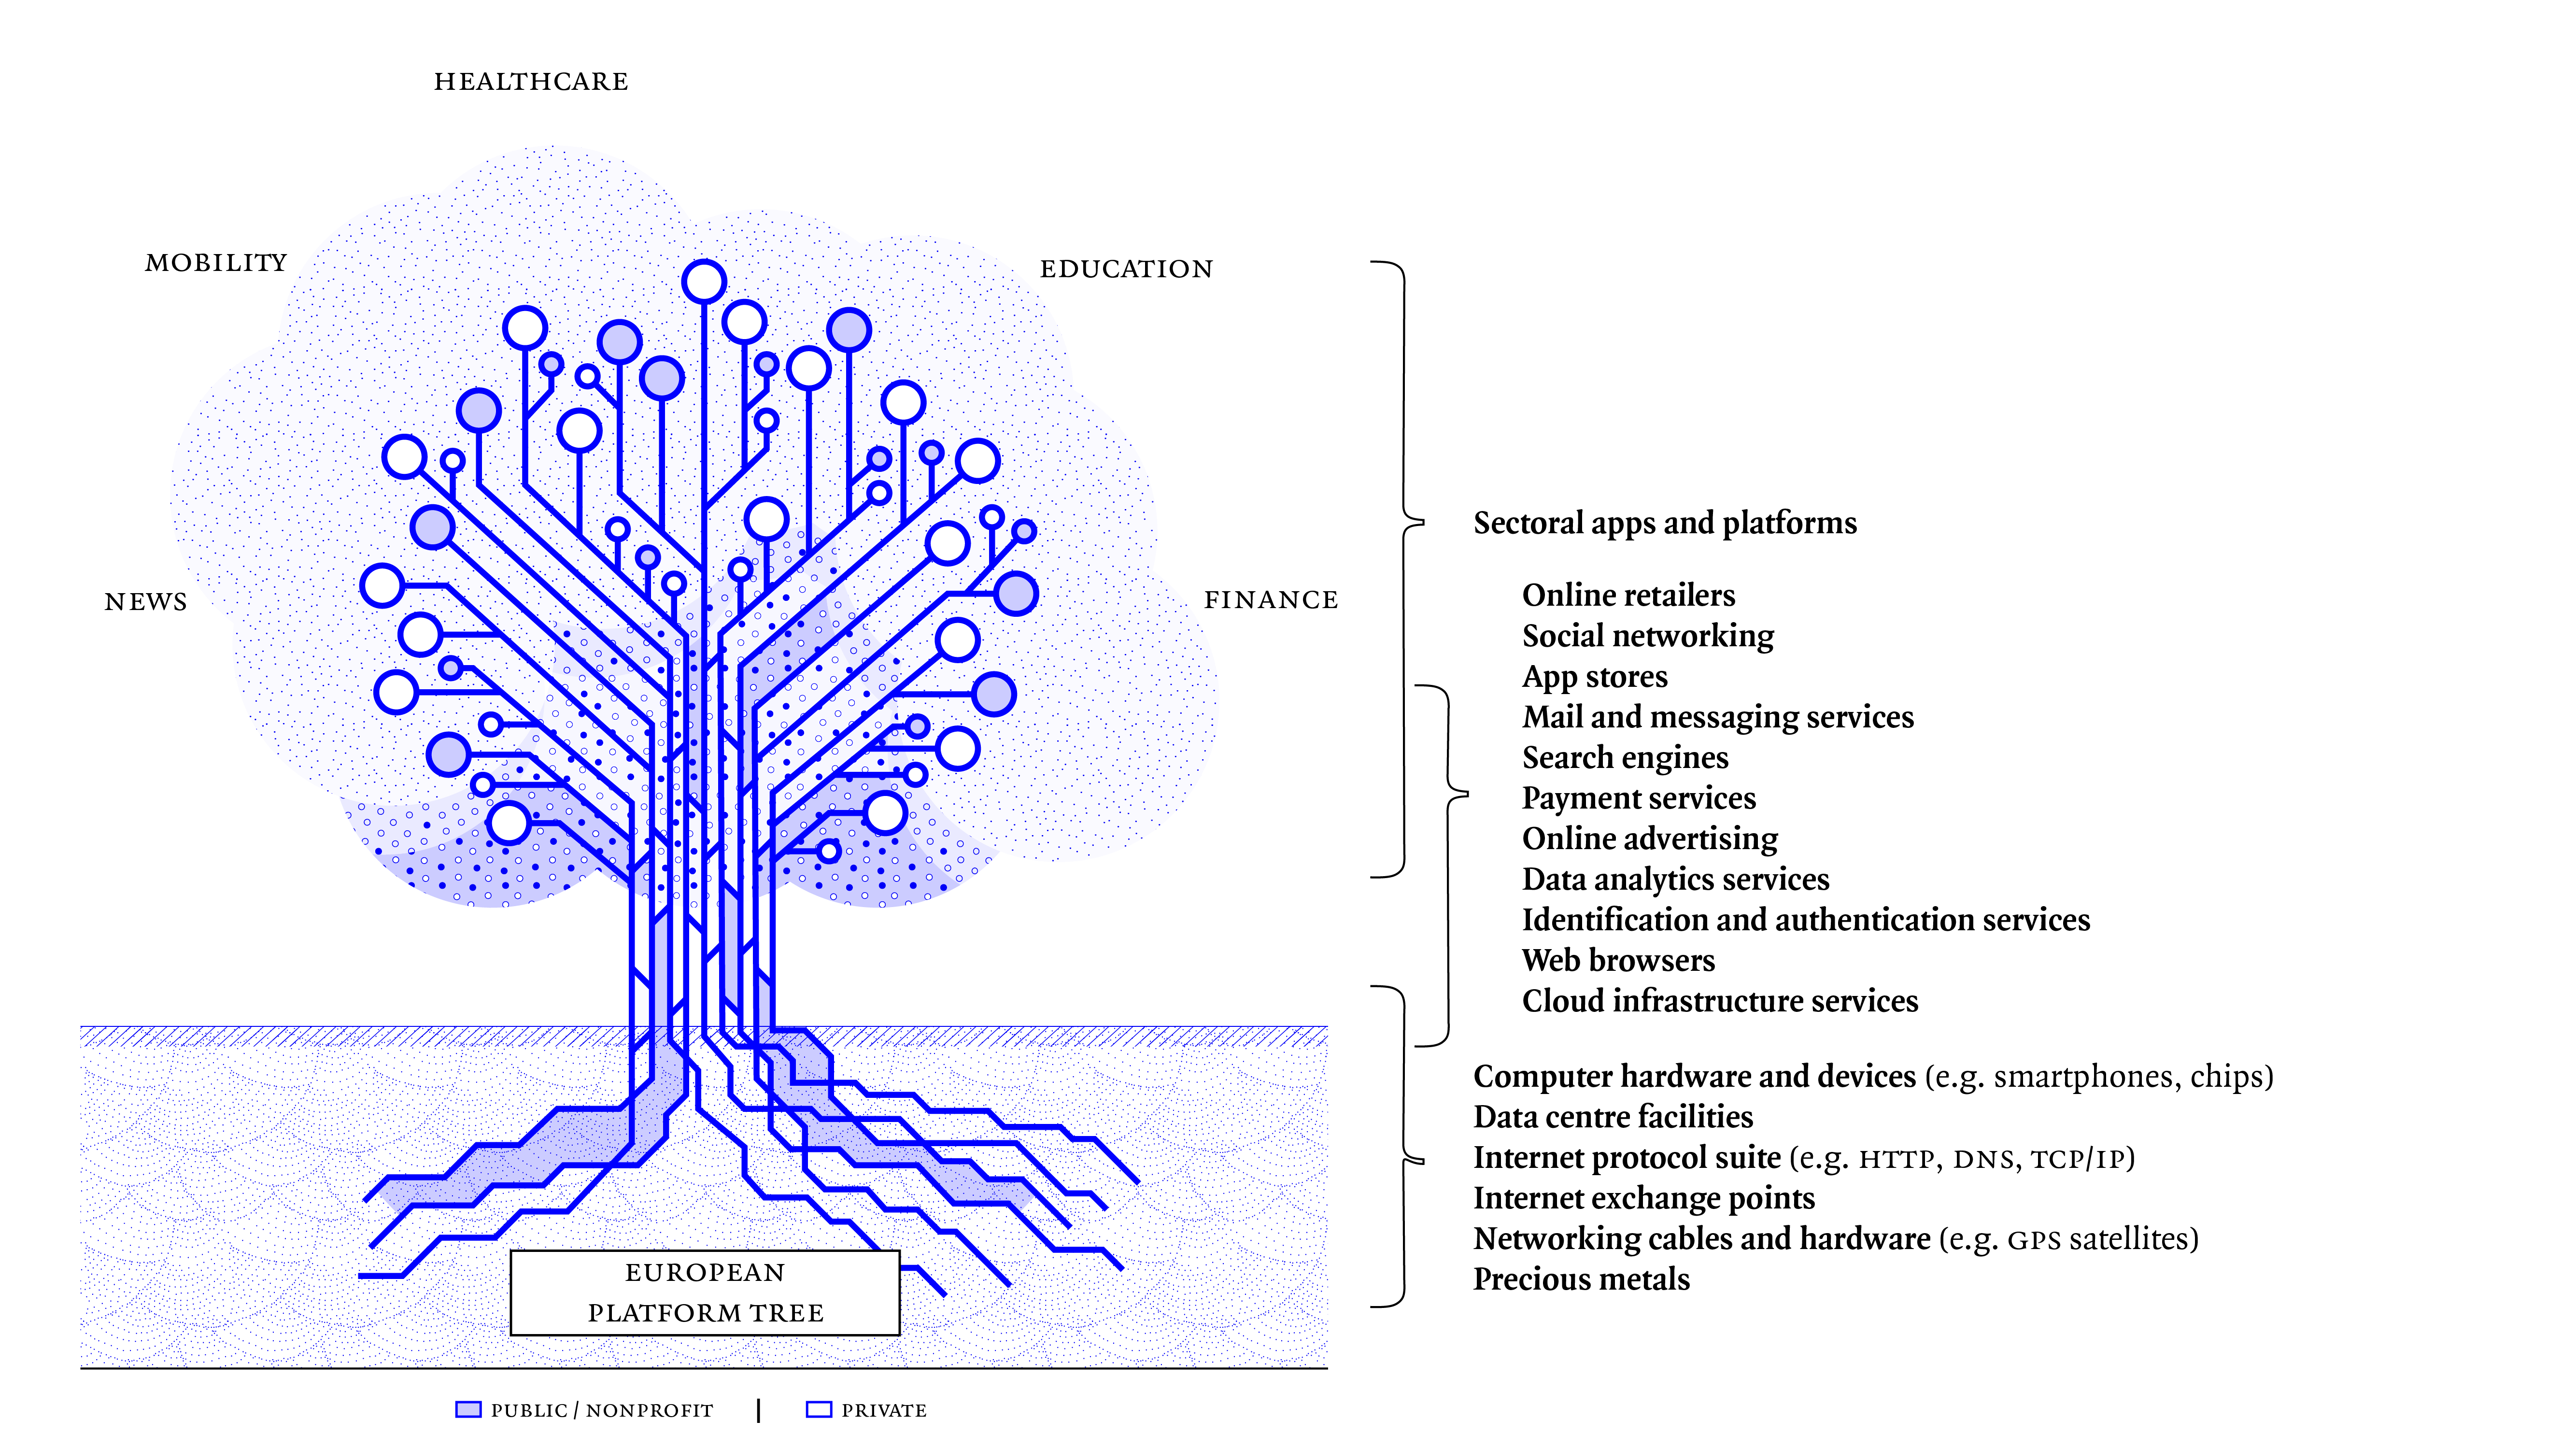 HEALTHCARE
MOBILITY
EDUCATION
NEWS
FINANCE
Sectoral apps and platforms
Online retailers
Social networking
App stores
Mail and messaging services
Search engines
Payment services
Online advertising
Data analytics services
Identification and authentication services
Web browsers
Cloud infrastructure services
Computer hardware and devices (e.g. smartphones, chips)
Data centre facilities
Internet protocol suite (e.g. HTTP, DNS, TCP/IP)
Internet exchange points
Networking cables and hardware (e.g. GPS satellites)
Precious metals
EUROPEAN
PLATFORM TREE
PUBLIC / NONPROFIT | PRIVATE